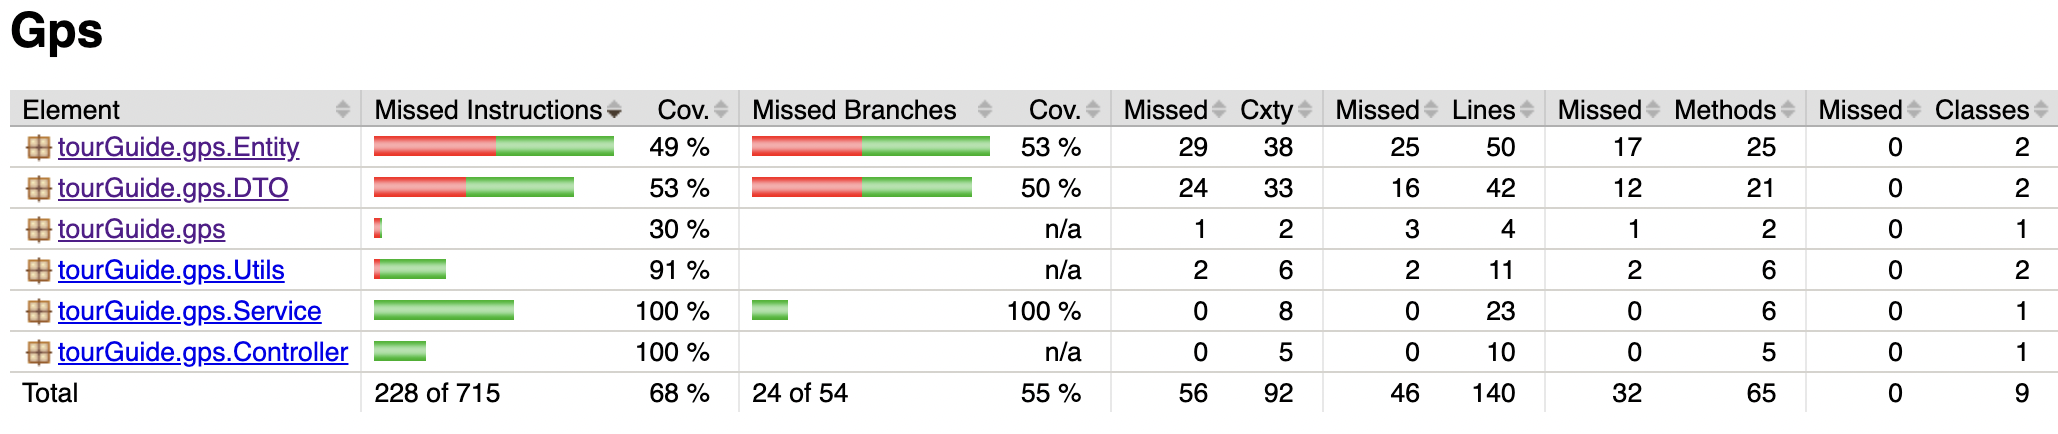 Gps
Element Missed Instructions Cov. Missed Branches Cov. Missed Cxty Missed Lines Missed Methods Missed Classes
tourGuide.gps.Entity 49 % 53 % 29 38 25 50 17 25 0 2
tourGuide.gps.DTO 53 % 50 % 24 33 16 42 12 21 0 2
tourGuide.gps 30 % n/a 1 2 3 4 1 2 0 1
tourGuide.gps.Utils 91 % n/a 2 6 2 11 2 6 0 2
tourGuide.gps.Service 100 % 100 % 0 8 0 23 0 6 0 1
tourGuide.gps.Controller 100 % n/a 0 5 0 10 0 5 0 1
Total 228 of 715 68 % 24 of 54 55 % 56 92 46 140 32 65 0 9